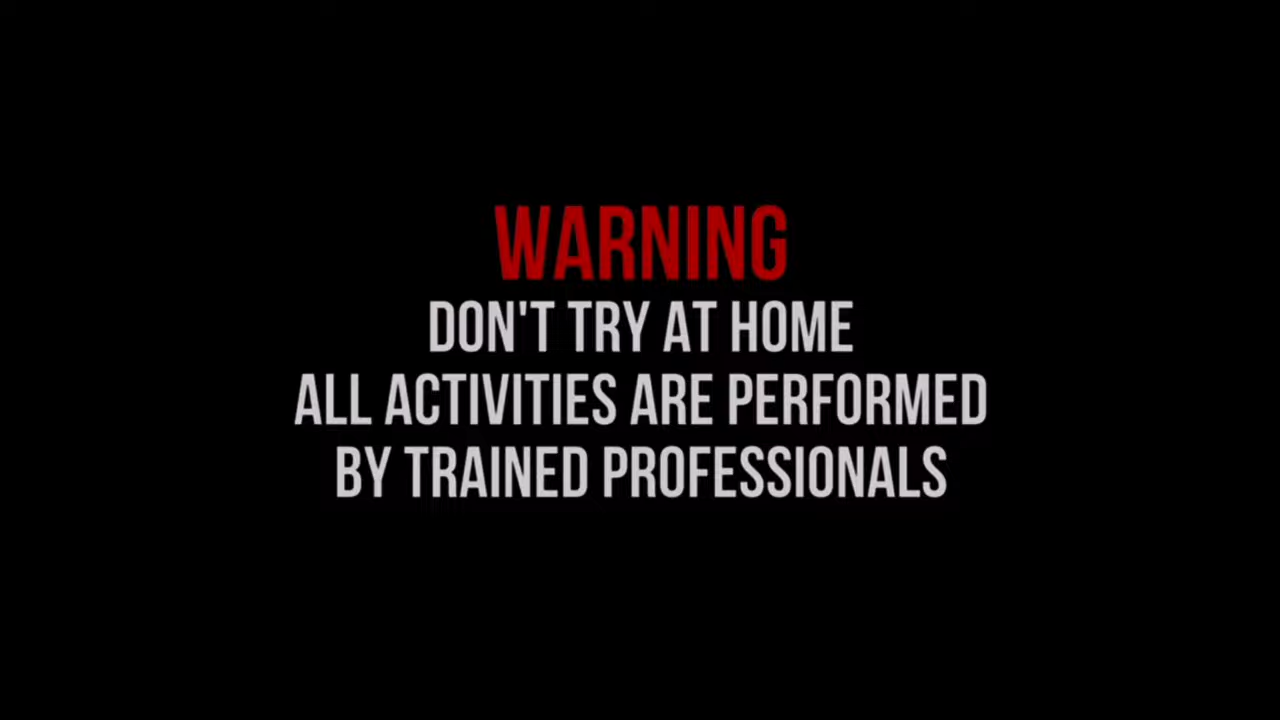 WARNING
DON'T TRY AT HOME
ALL ACTIVITIES ARE PERFORMED
BY TRAINED PROFESSIONALS